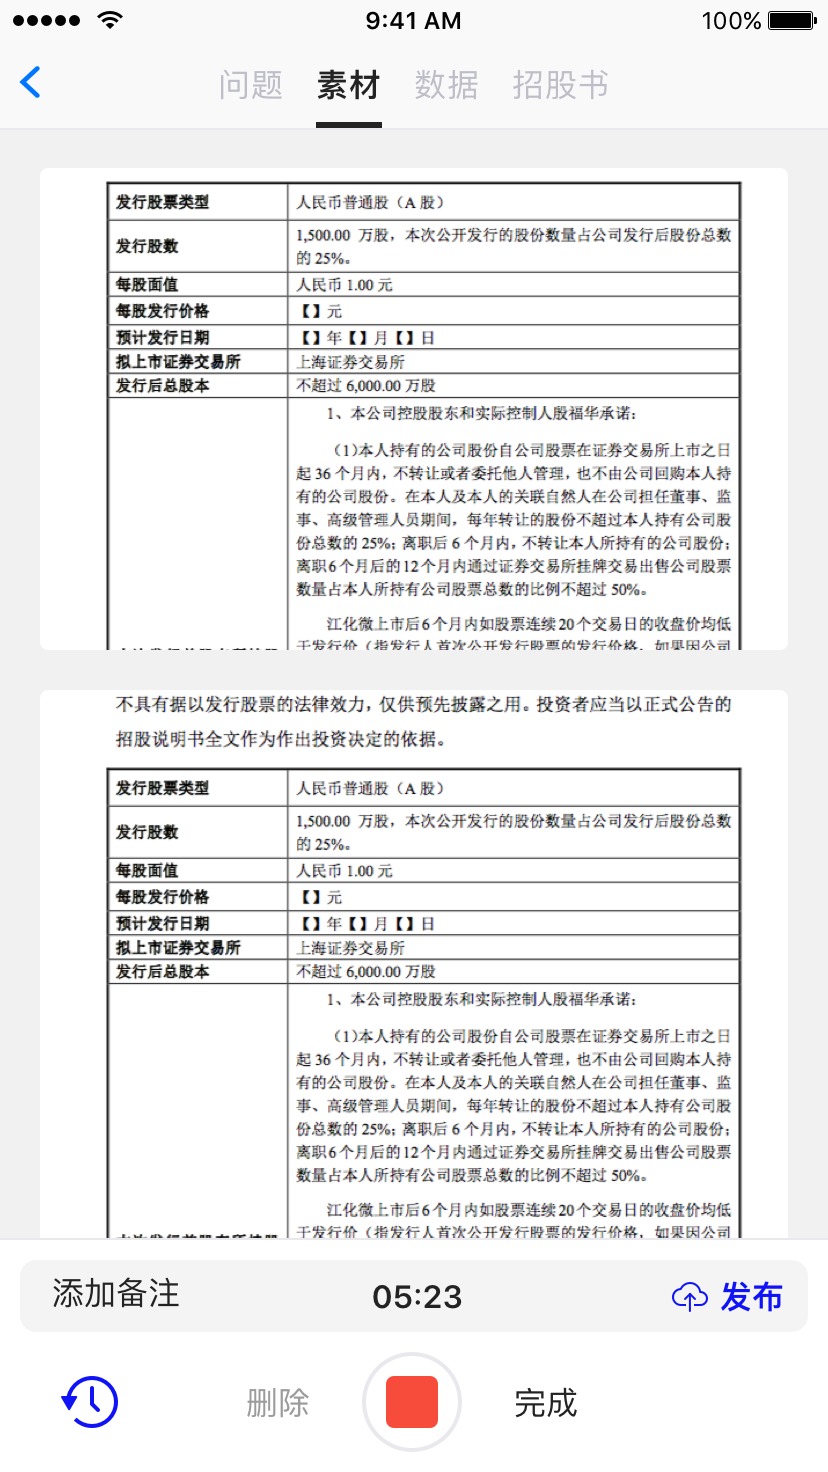 9:41 AM 100%
问题 素材 数据 招股书
发行股票类型 人民币普通股（A 股）
发行股数 1,500.00 万股，本次公开发行的股份数量占公司发行后股份总数
的 25%。
每股面值 人民币 1.00 元
每股发行价格 【】元
预计发行日期 【】年【】月【】日
拟上市证券交易所 上海证券交易所
发行后总股本 不超过 6,000.00 万股
1、本公司控股股东和实际控制人殷福华承诺：
（1）本人持有的公司股份自公司股票在证券交易所上市之日
起 36 个月内，不转让或者委托他人管理，也不由公司回购本人持
有的公司股份。在本人及本人的关联自然人在公司担任董事、监
事、高级管理人员期间，每年转让的股份不超过本人持有公司股
份总数的 25%；离职后 6 个月内，不转让本人所持有的公司股份；
离职 6 个月后的 12 个月内通过证券交易所挂牌交易出售公司股票
数量占本人所持有公司股票总数的比例不超过 50%。
江化微上市后 6 个月内如股票连续 20 个交易日的收盘价均低
于发行价（指发行人首次公开发行股票的发行价格，如果因公司
不具有据以发行股票的法律效力，仅供预先披露之用。投资者应当以正式公告的
招股说明书全文作为作出投资决定的依据。
发行股票类型 人民币普通股（A 股）
发行股数 1,500.00 万股，本次公开发行的股份数量占公司发行后股份总数
的 25%。
每股面值 人民币 1.00 元
每股发行价格 【】元
预计发行日期 【】年【】月【】日
拟上市证券交易所 上海证券交易所
发行后总股本 不超过 6,000.00 万股
1、本公司控股股东和实际控制人殷福华承诺：
（1）本人持有的公司股份自公司股票在证券交易所上市之日
起 36 个月内，不转让或者委托他人管理，也不由公司回购本人持
有的公司股份。在本人及本人的关联自然人在公司担任董事、监
事、高级管理人员期间，每年转让的股份不超过本人持有公司股
份总数的 25%；离职后 6 个月内，不转让本人所持有的公司股份；
离职 6 个月后的 12 个月内通过证券交易所挂牌交易出售公司股票
数量占本人所持有公司股票总数的比例不超过 50%。
江化微上市后 6 个月内如股票连续 20 个交易日的收盘价均低
于发行价（指发行人首次公开发行股票的发行价格，如果因公司
添加备注 05:23 发布
删除 完成